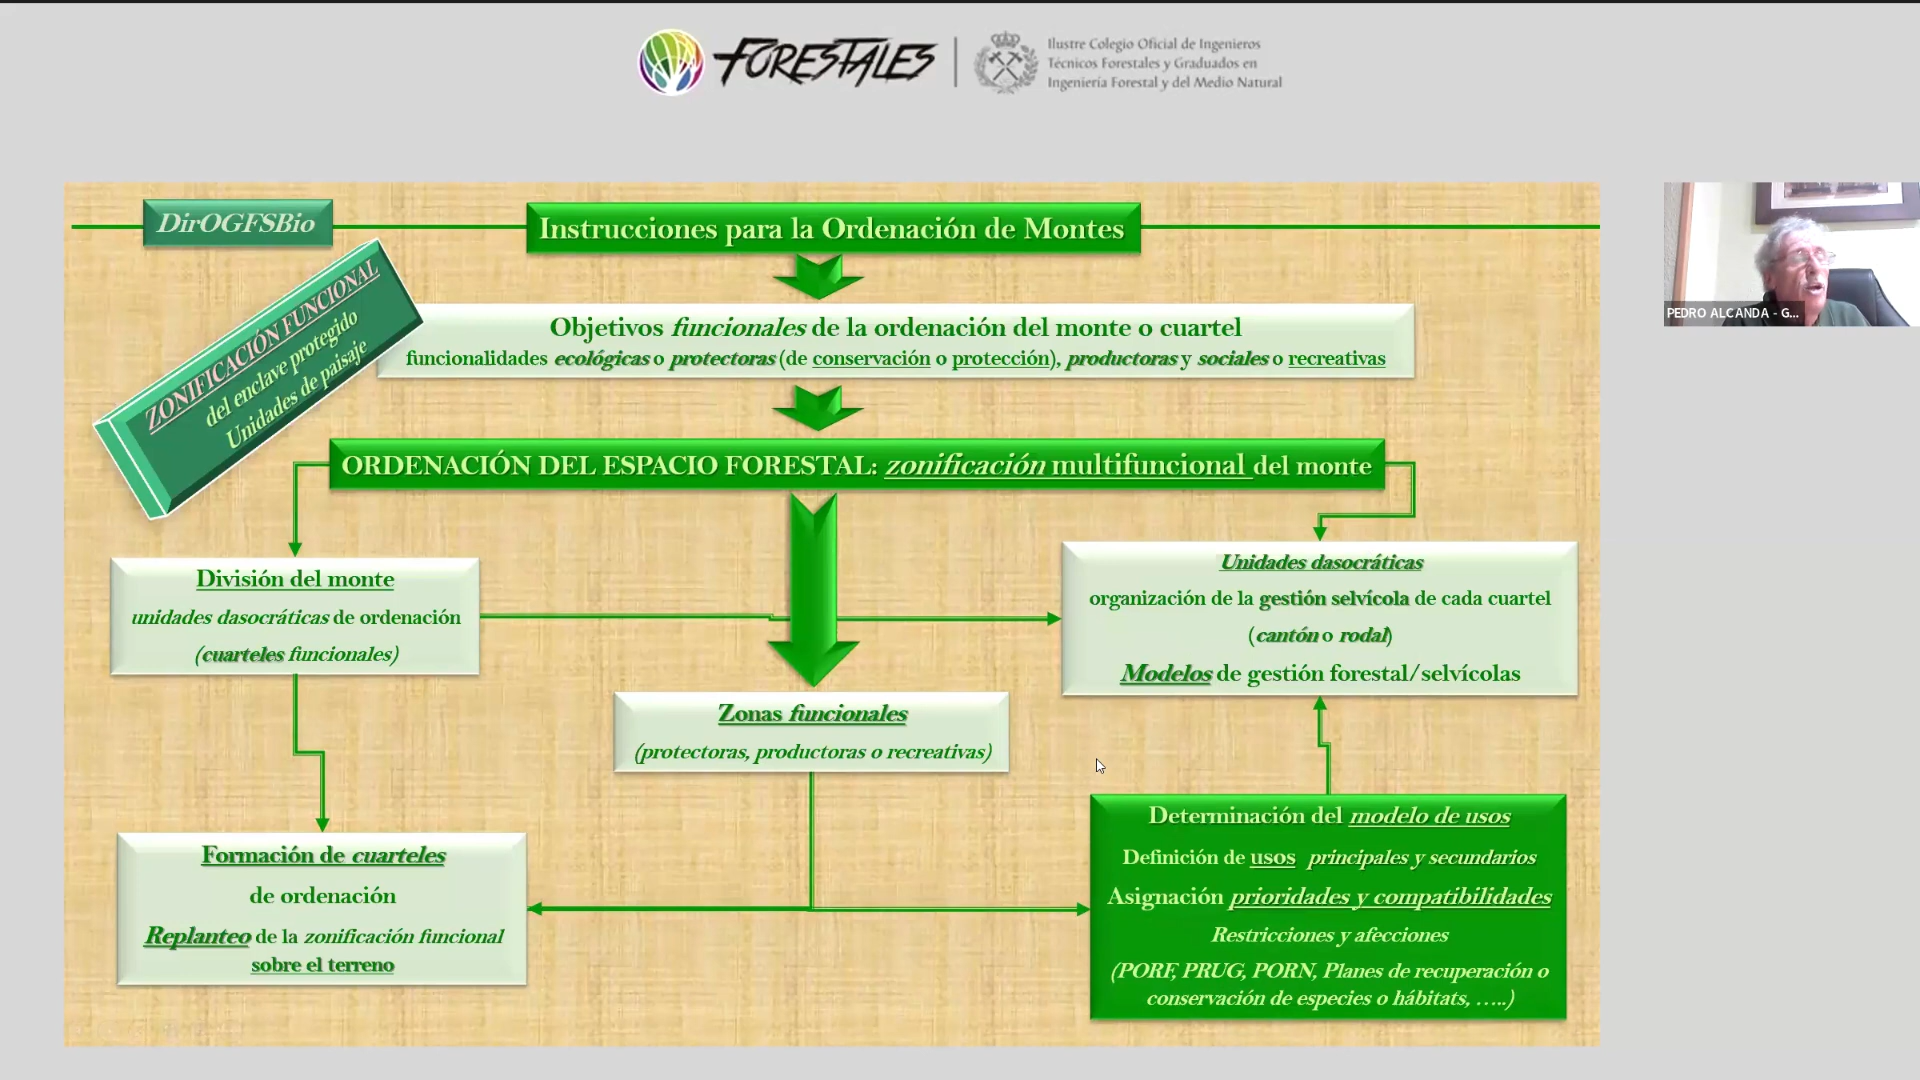 FORESTALES
Ilustre Colegio Oficial de Ingenieros
Técnicos Forestales y Graduados en
Ingeniería Forestal y del Medio Natural
DirOGFSBio
Instrucciones para la Ordenación de Montes
ZONIFICACIÓN FUNCIONAL
del enclave protegido
Unidades de paisaje
Objetivos funcionales de la ordenación del monte o cuartel
funcionalidades ecológicas o protectoras (de conservación o protección), productoras y sociales o recreativas
PEDRO ALCANDA - G...
ORDENACIÓN DEL ESPACIO FORESTAL: zonificación multifuncional del monte
División del monte
unidades dasocráticas de ordenación
(cuarteles funcionales)
Unidades dasocráticas
organización de la gestión selvícola de cada cuartel
(cantón o rodal)
Modelos de gestión forestal/selvícolas
Zonas funcionales
(protectoras, productoras o recreativas)
Formación de cuarteles
de ordenación
Replanteo de la zonificación funcional
sobre el terreno
Determinación del modelo de usos
Definición de usos principales y secundarios
Asignación prioridades y compatibilidades
Restricciones y afecciones
(PORF, PRUG, PORN, Planes de recuperación o
conservación de especies o hábitats, …..)